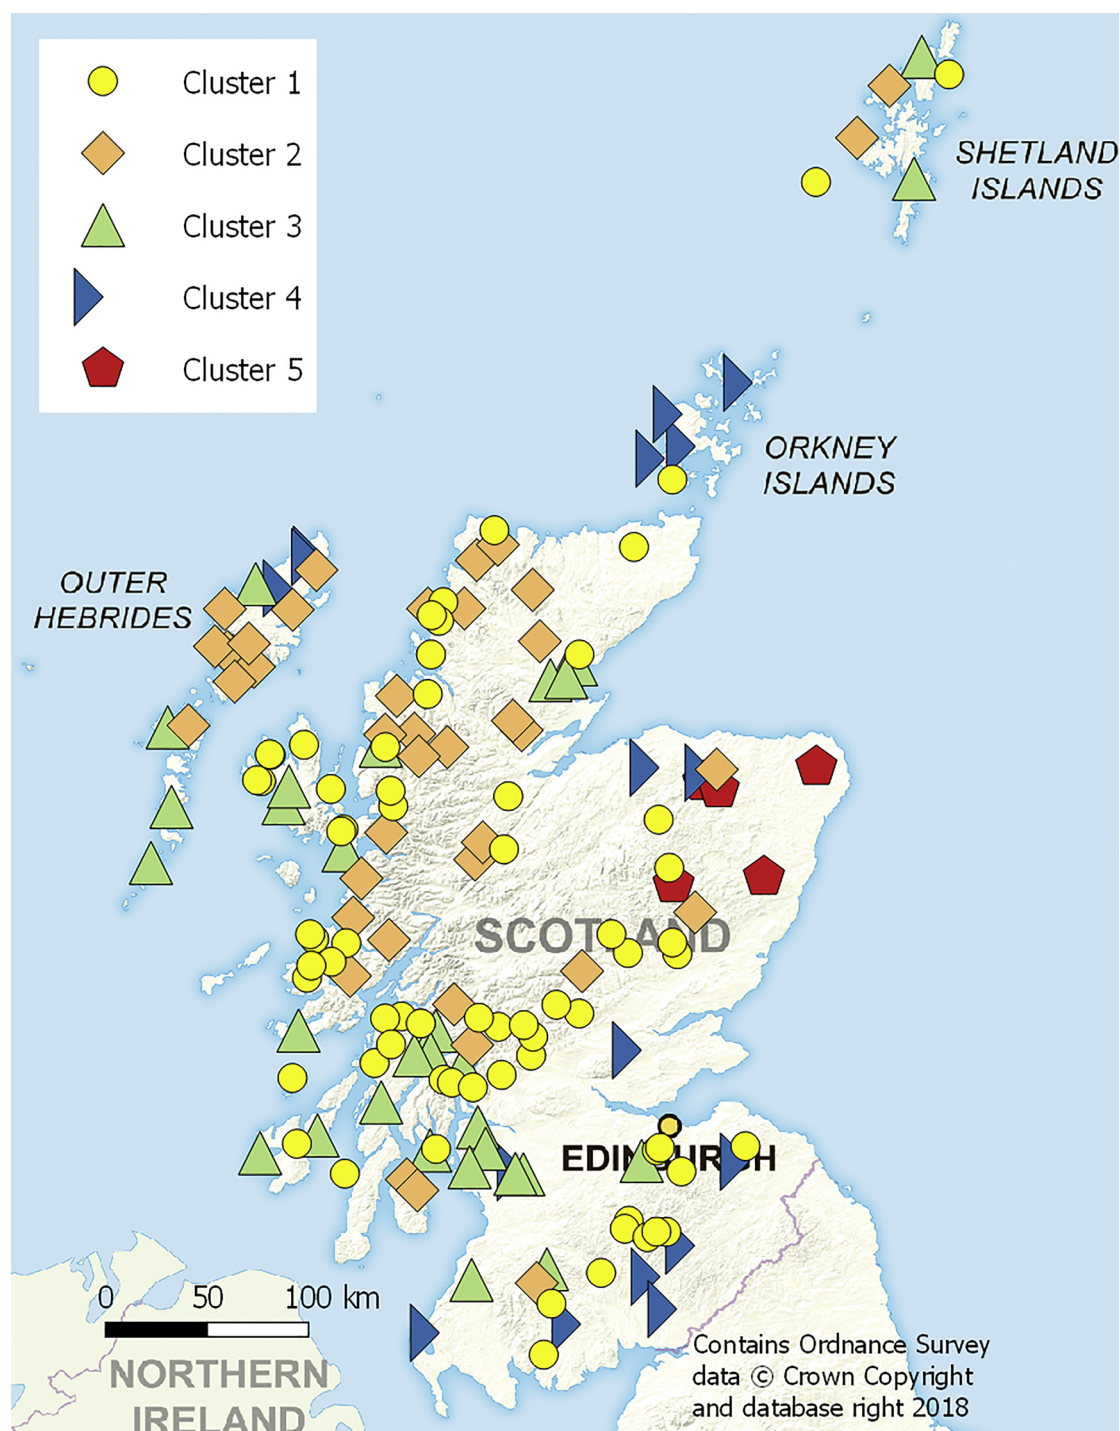 Cluster 1
Cluster 2
Cluster 3
Cluster 4
Cluster 5
SHETLAND
ISLANDS
ORKNEY
ISLANDS
OUTER
HEBRIDES
SCOTLAND
EDINBURGH
0 50 100 km
NORTHERN
IRELAND
Contains Ordnance Survey
data © Crown Copyright
and database right 2018